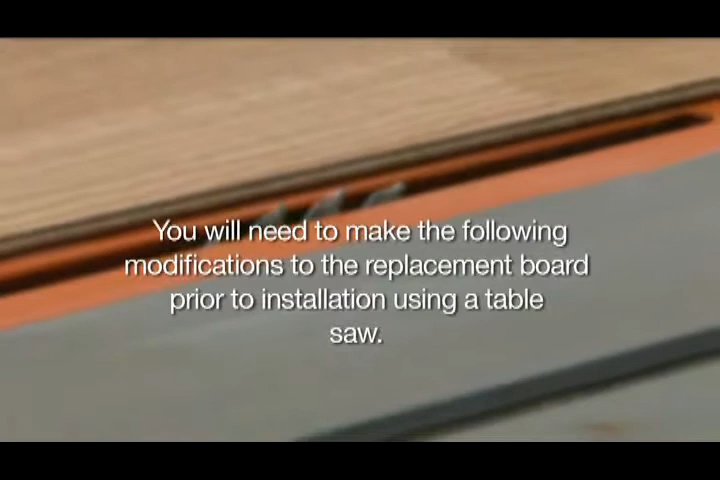 You will need to make the following
modifications to the replacement board
prior to installation using a table
saw.